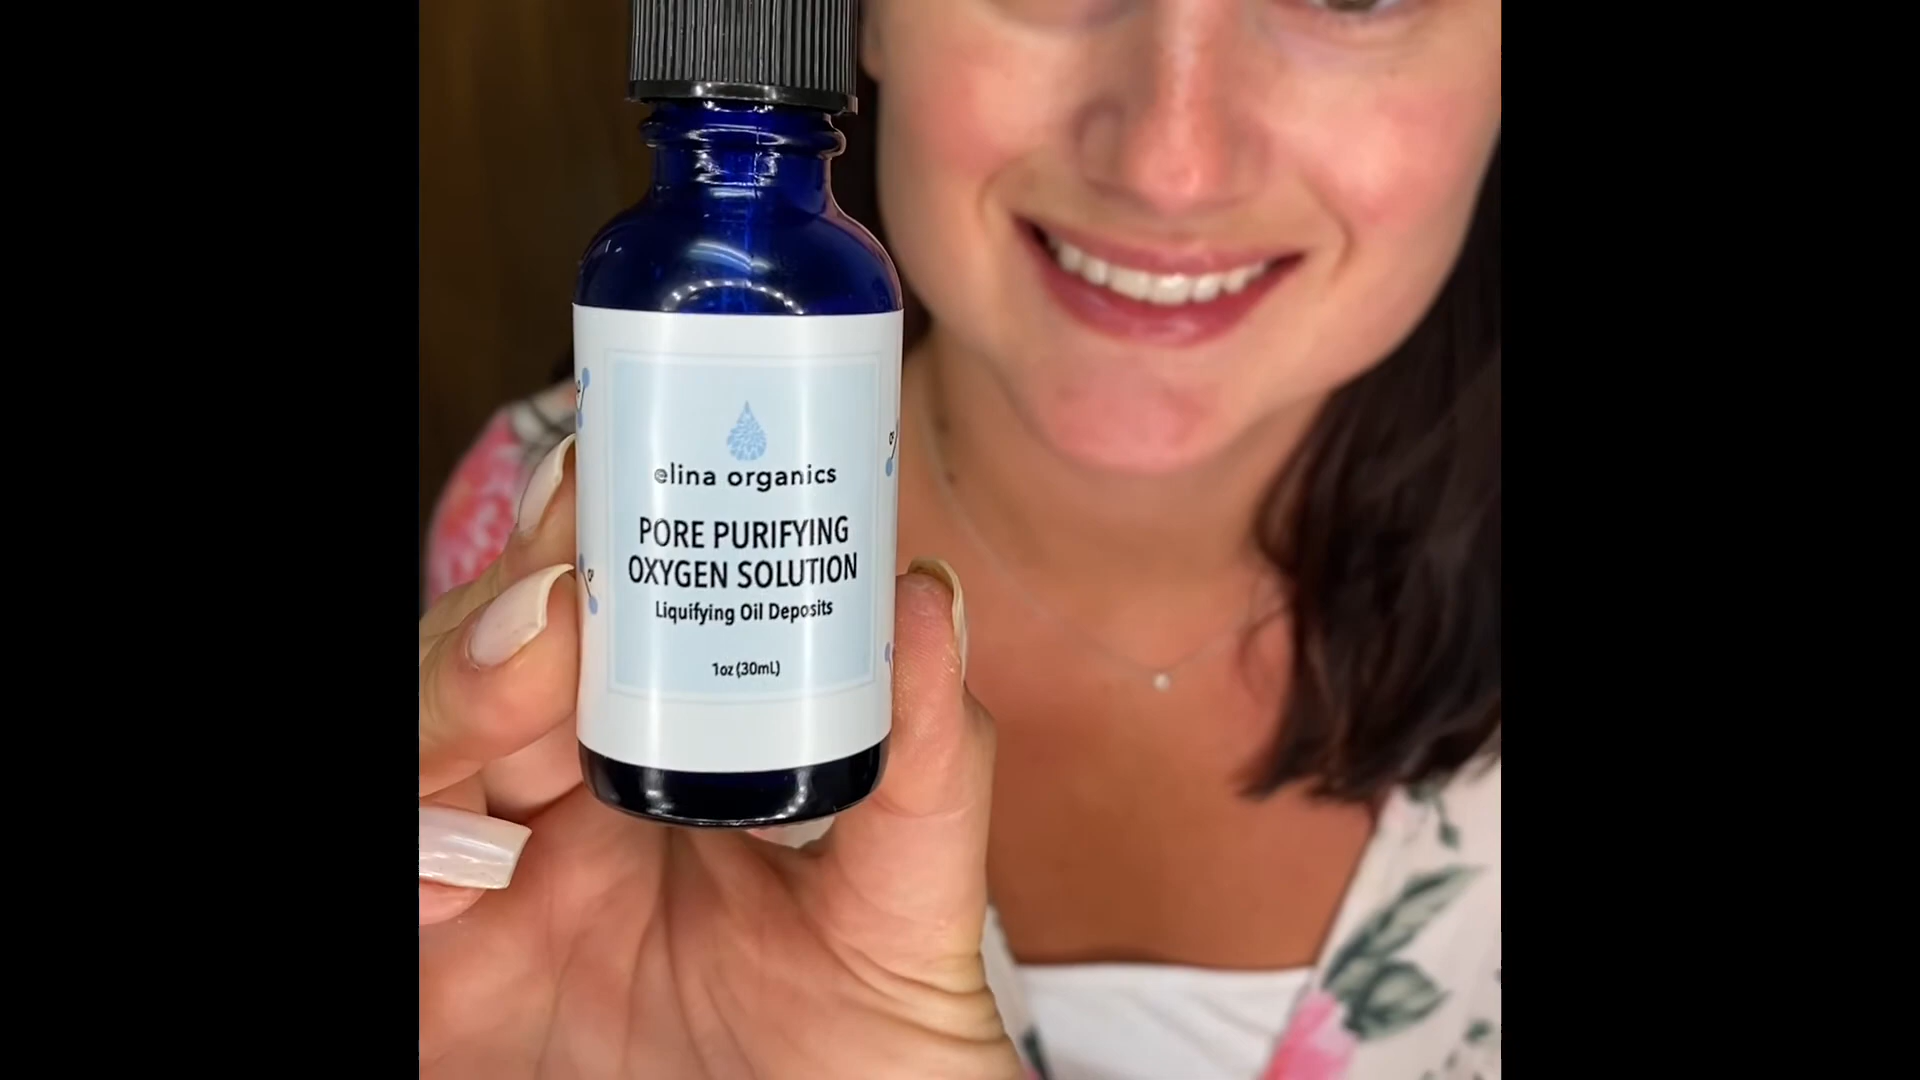 elina organics
PORE PURIFYING
OXYGEN SOLUTION
Liquifying Oil Deposits
1oz (30mL)